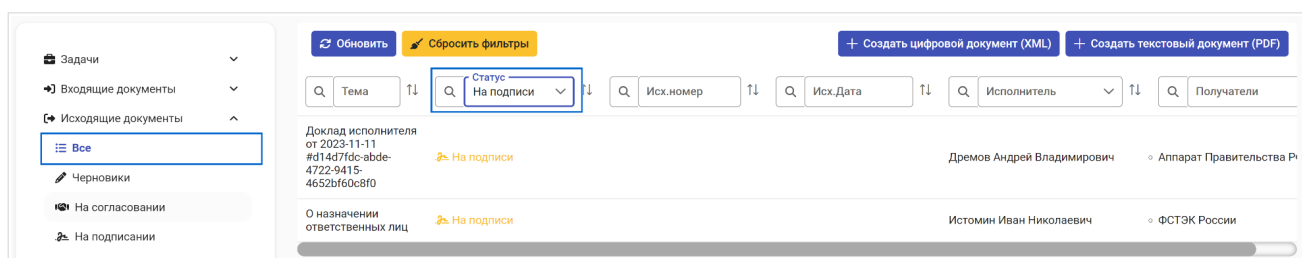 Задачи
Входящие документы
Исходящие документы
Все
Черновики
На согласовании
На подписании
Обновить
Сбросить фильтры
Создать цифровой документ (XML)
Создать текстовый документ (PDF)
Тема
Статус
На подписи
Исх.номер
Исх.Дата
Исполнитель
Получатели
Доклад исполнителя
от 2023-11-11
#d14d7fdc-abde-
4722-9415-
4652bf60c8f0
На подписи
Дремов Андрей Владимирович
Аппарат Правительства
О назначении
ответственных лиц
На подписи
Истомин Иван Николаевич
ФСТЭК России